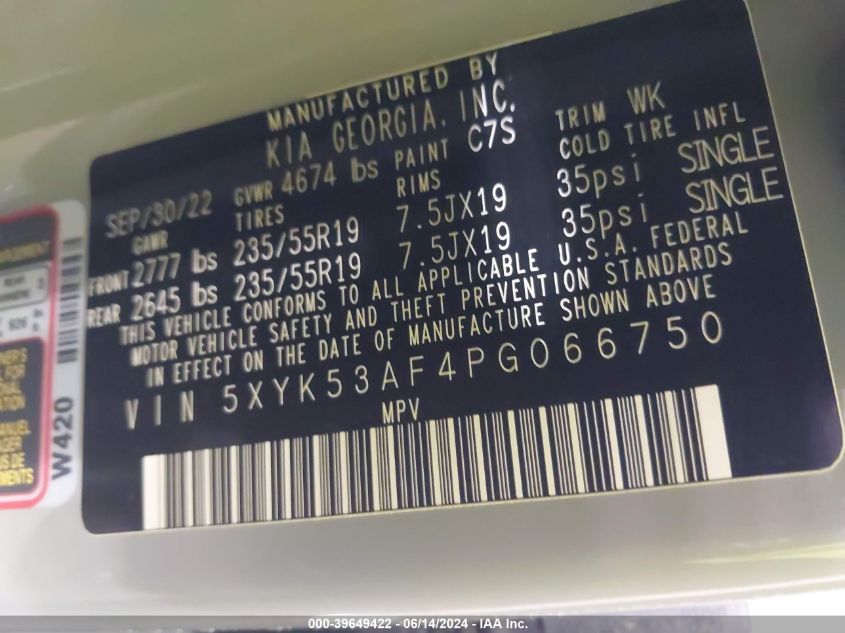 MANUFACTURED BY
KIA GEORGIA, INC.
SEP/30/22 GVWR 4674 lbs PAINT C7S TRIM WK
GAWR TIRES RIMS COLD TIRE INFL
FRONT 2777 lbs 235/55R19 7.5JX19 35psi SINGLE
REAR 2645 lbs 235/55R19 7.5JX19 35psi SINGLE
THIS VEHICLE CONFORMS TO ALL APPLICABLE U.S.A. FEDERAL
MOTOR VEHICLE SAFETY AND THEFT PREVENTION STANDARDS
IN EFFECT ON THE DATE OF MANUFACTURE SHOWN ABOVE
VIN 5XYK53AF4PG066750
MPV
W420
000-39649422 - 06/14/2024 - IAA Inc.